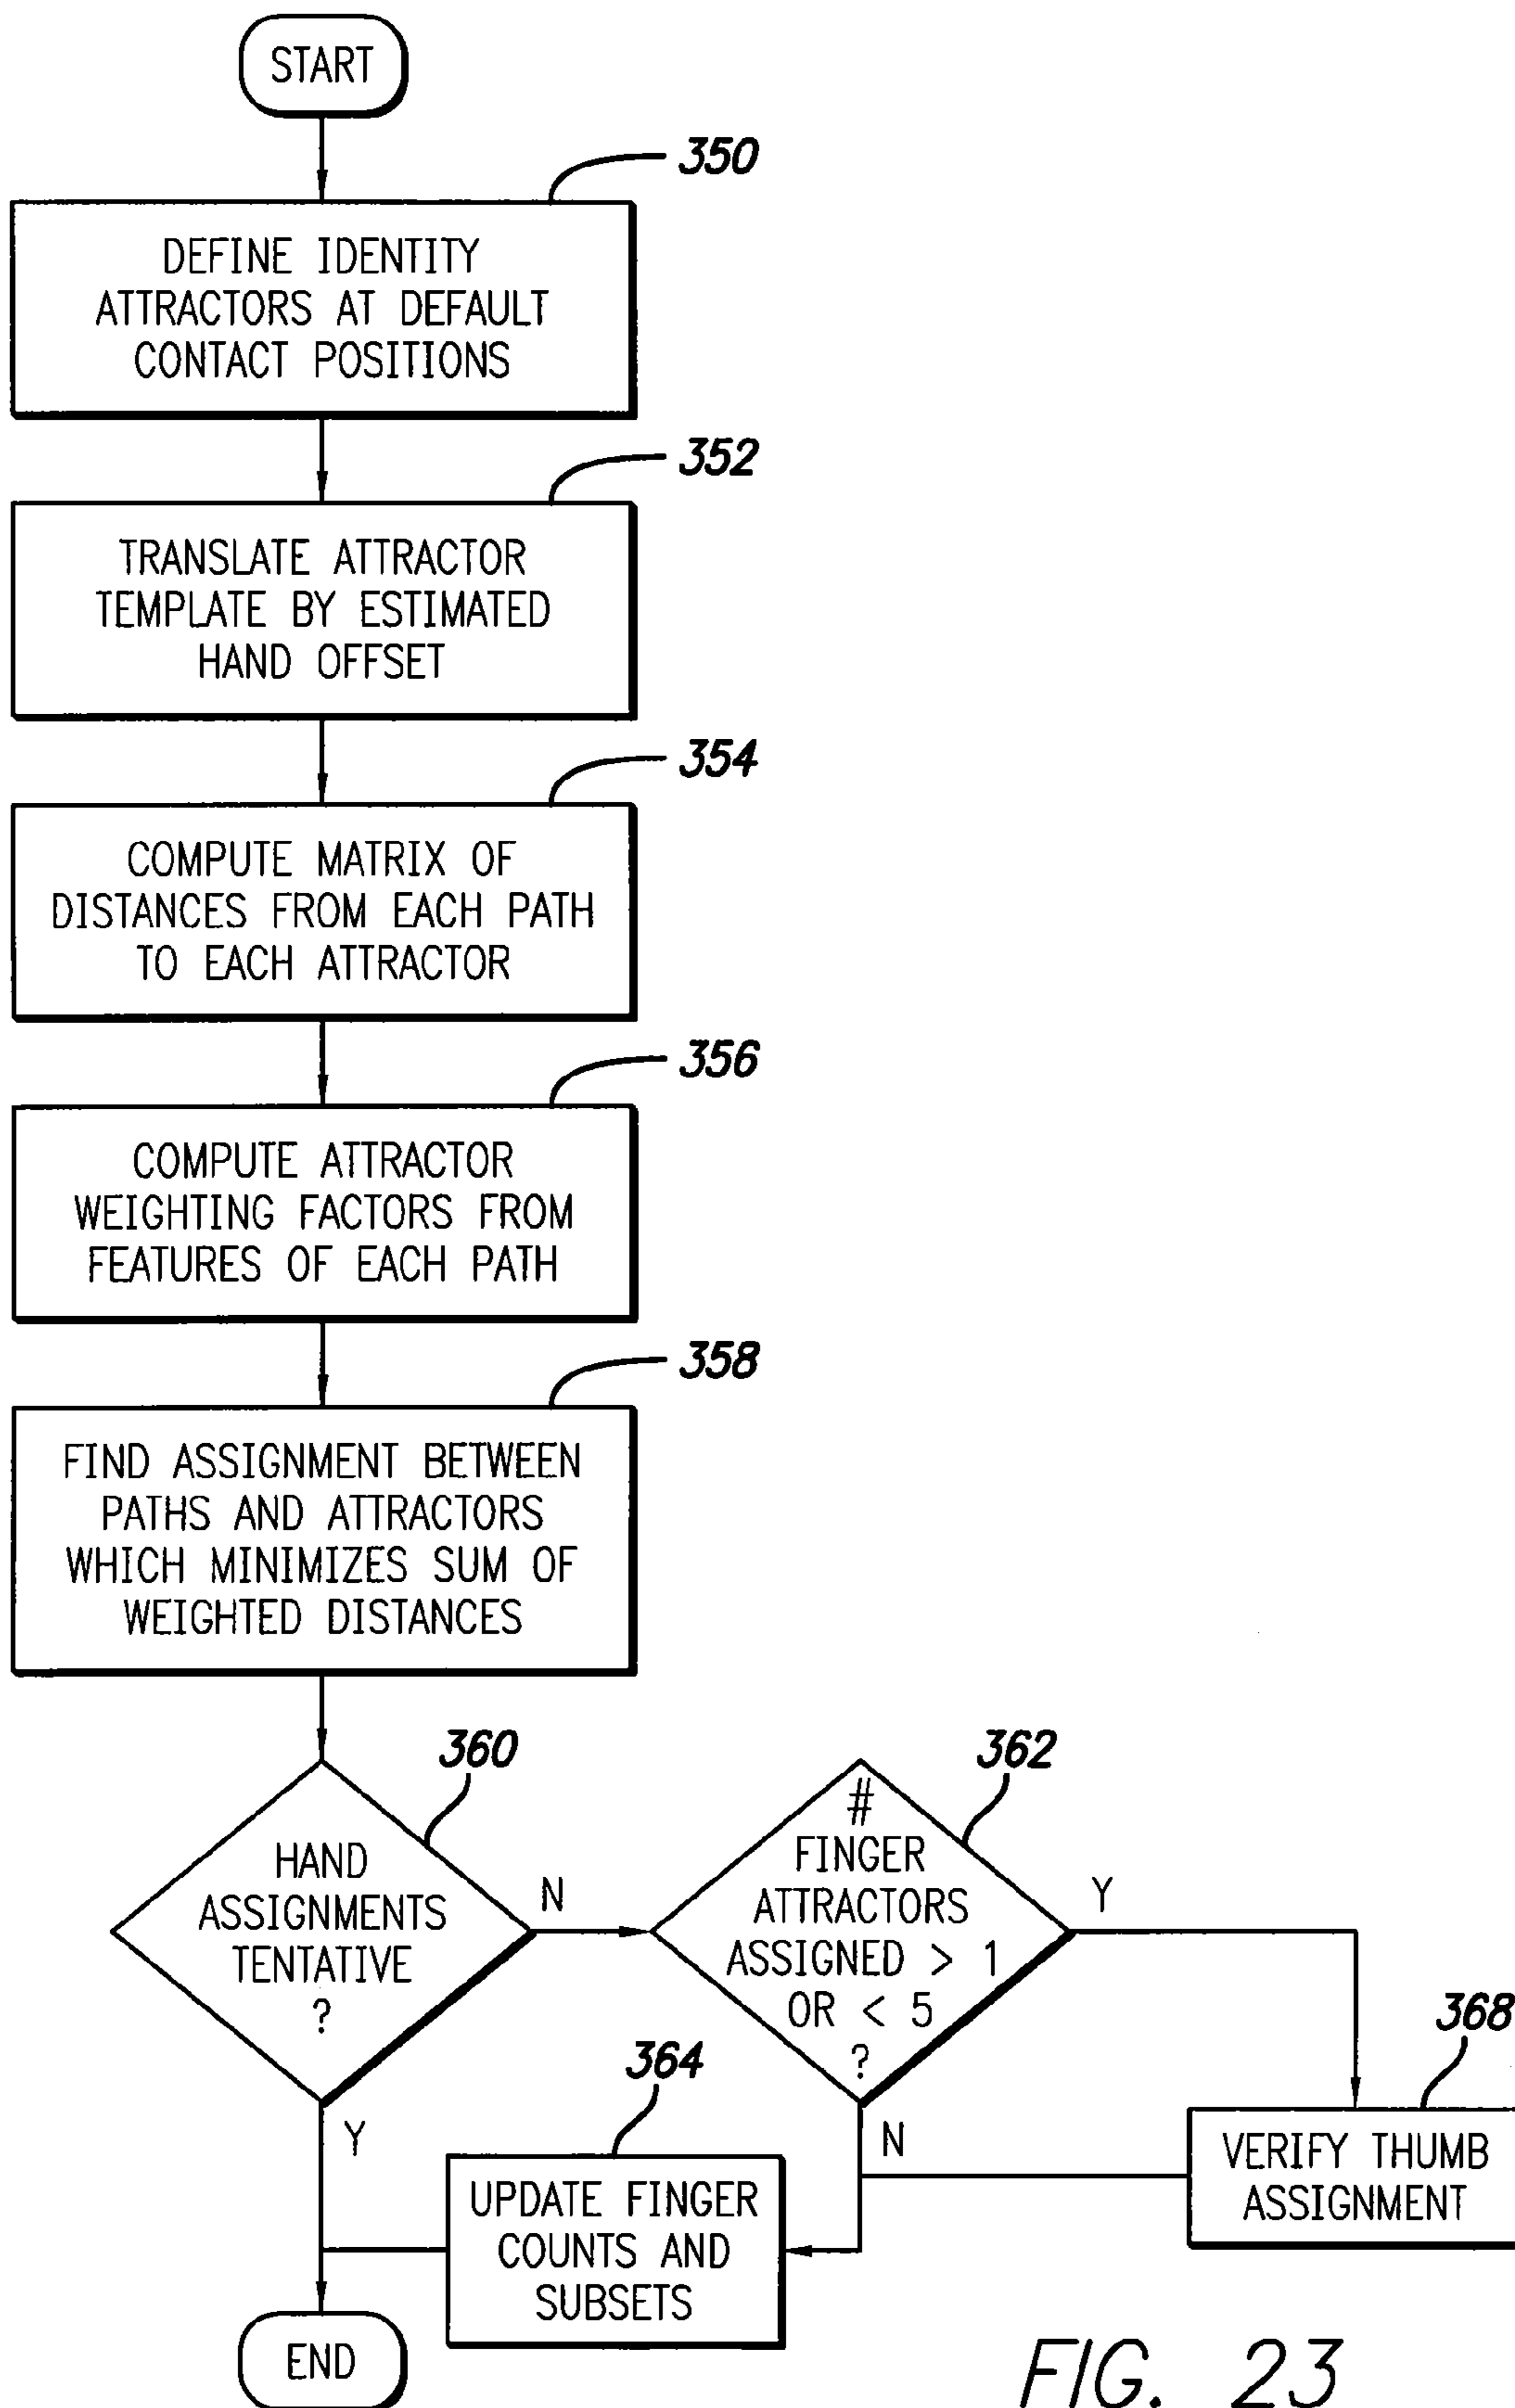 START
350
DEFINE IDENTITY
ATTRACTORS AT DEFAULT
CONTACT POSITIONS
352
TRANSLATE ATTRACTOR
TEMPLATE BY ESTIMATED
HAND OFFSET
354
COMPUTE MATRIX OF
DISTANCES FROM EACH PATH
TO EACH ATTRACTOR
356
COMPUTE ATTRACTOR
WEIGHTING FACTORS FROM
FEATURES OF EACH PATH
358
FIND ASSIGNMENT BETWEEN
PATHS AND ATTRACTORS
WHICH MINIMIZES SUM OF
WEIGHTED DISTANCES
360
HAND
ASSIGNMENTS
TENTATIVE
?
N
Y
362
#
FINGER
ATTRACTORS
ASSIGNED > 1
OR < 5
?
Y
N
368
VERIFY THUMB
ASSIGNMENT
364
UPDATE FINGER
COUNTS AND
SUBSETS
END
FIG. 23